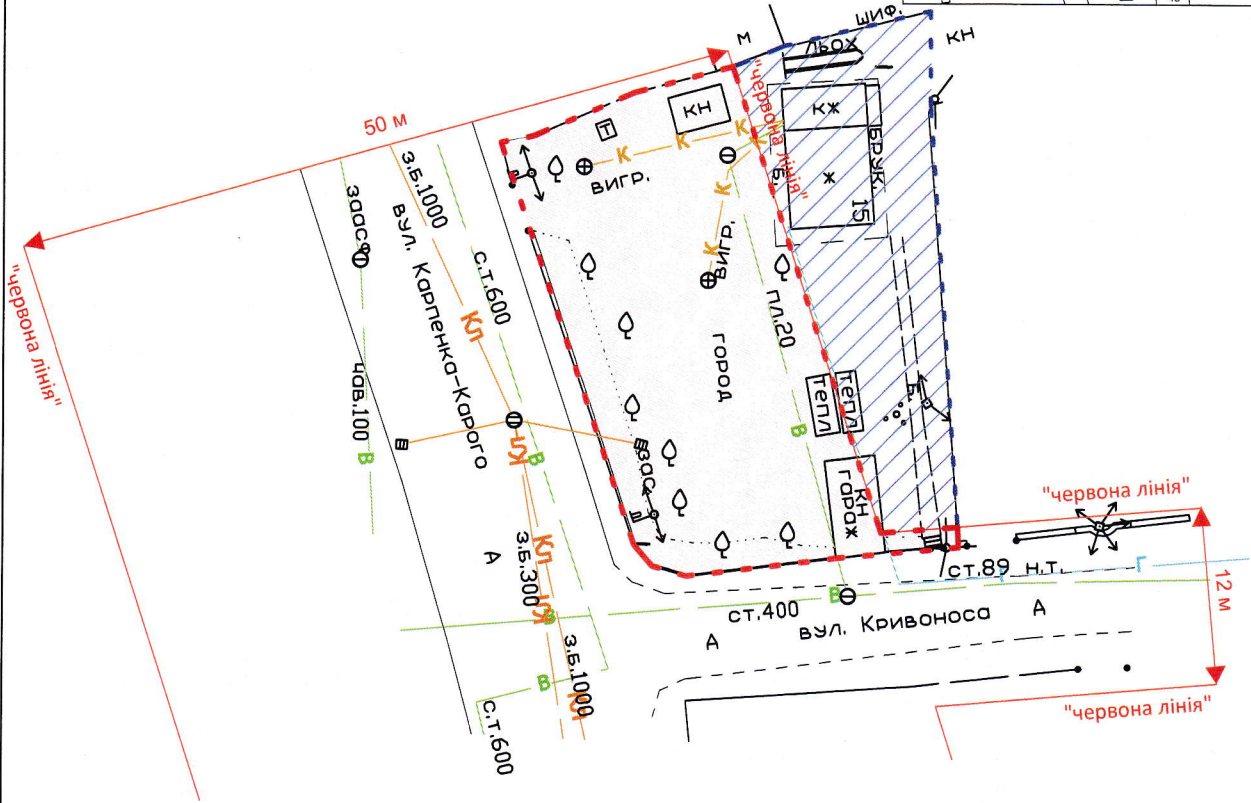 ШИФ.
М
ЛЬОХ
КН
50 м
"червона лінія"
КН
КЖ
Т
К
К
К
К
БРУК.
З.Б.1000
заасф
вул. Карпенка-Карого
ВИГР.
Ж
15
Б.
К
К
ВИГР.
с.т.600
"червона лінія"
Кл
пл.20
ГОРОД
чав.100
ТЕПЛ
ТЕПЛ
Б.
В
В
В
Кл
ЗАС
КН
ГАРАЖ
"червона лінія"
А
З.Б.300
Кл
ст.89 н.т.
Г
Г
12 м
Кл
В
ст.400
В
вул. Кривоноса
А
А
З.Б.1000
В
Кл
с.т.600
"червона лінія"